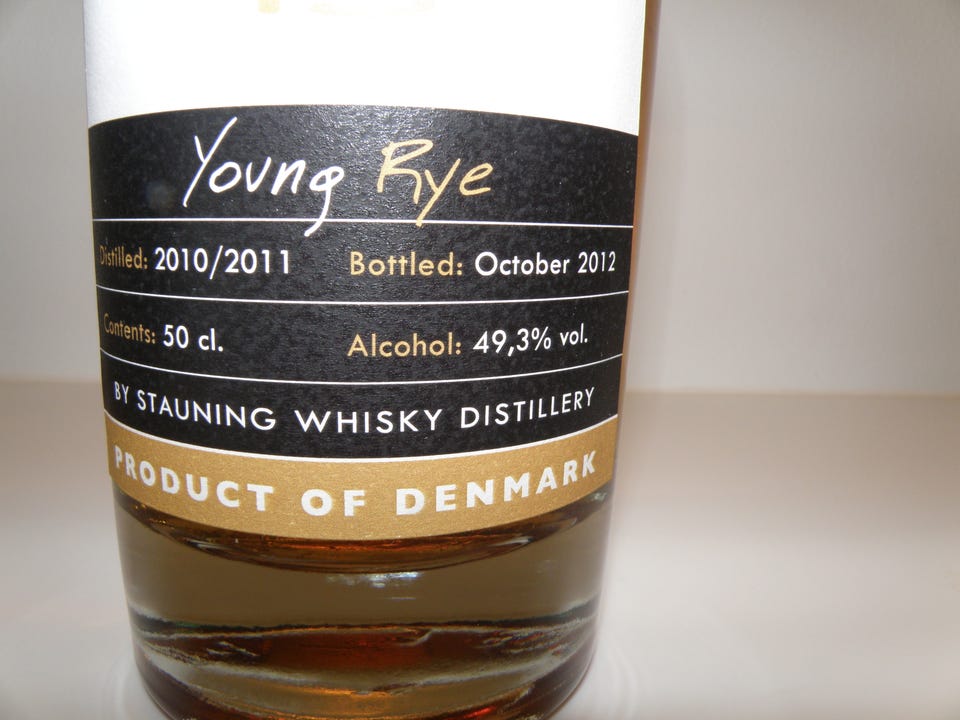 Young Rye
Distilled: 2010/2011 Bottled: October 2012
Contents: 50 cl. Alcohol: 49,3% vol.
BY STAUNING WHISKY DISTILLERY
PRODUCT OF DENMARK